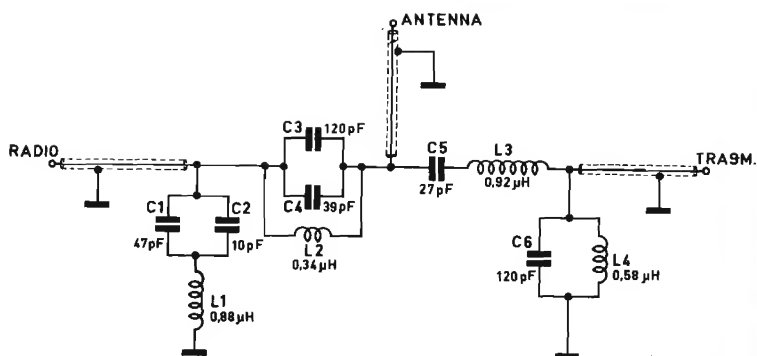 ANTENNA
C3
120pF
C5
L3
RADIO
TRASM.
C4
39pF
27pF
0,92µH
C1
C2
47pF
10pF
L2
0,34µH
C6
120pF
L4
0,58µH
L1
0,88µH